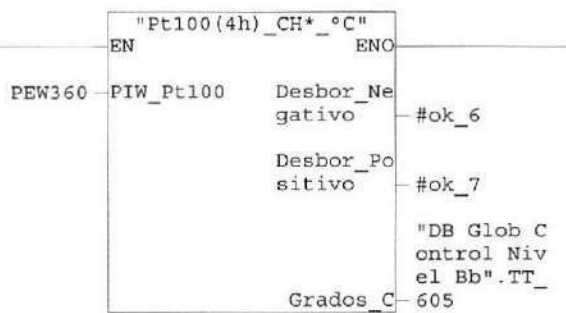 "Pt100(4h)_CH*_°C"
EN ENO
PEW360 PIW_Pt100 Desbor_Ne
gativo #ok_6
Desbor_Po
sitivo #ok_7
"DB Glob C
ontrol Niv
el Bb".TT_
Grados_C 605